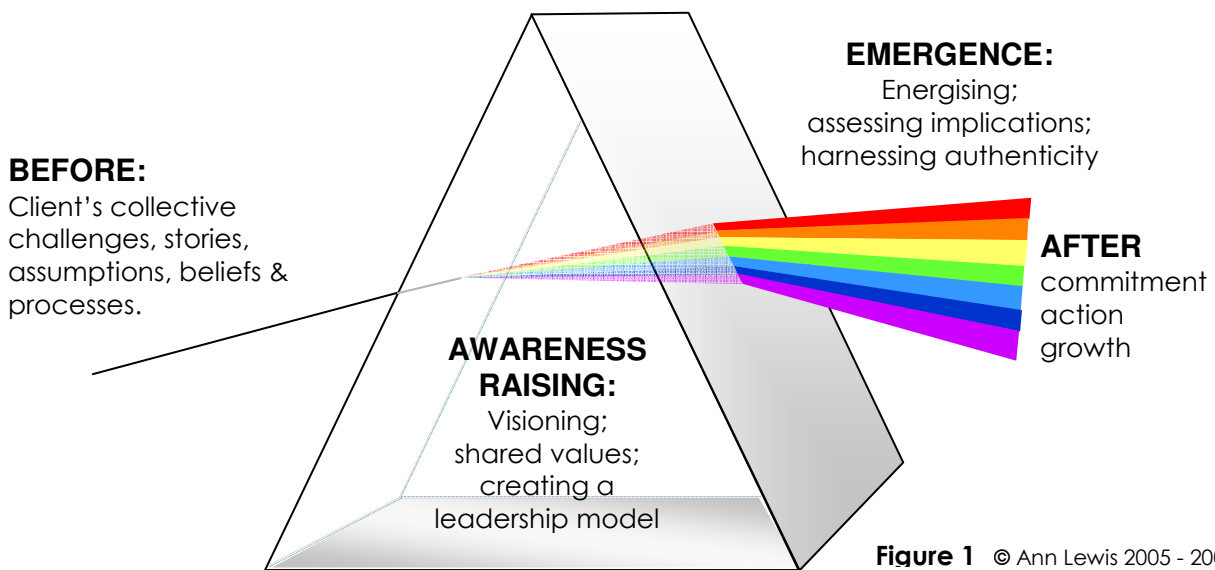 BEFORE:
Client's collective
challenges, stories,
assumptions, beliefs &
processes.
AWARENESS
RAISING:
Visioning;
shared values;
creating a
leadership model
EMERGENCE:
Energising;
assessing implications;
harnessing authenticity
AFTER
commitment
action
growth
Figure 1 © Ann Lewis 2005 -